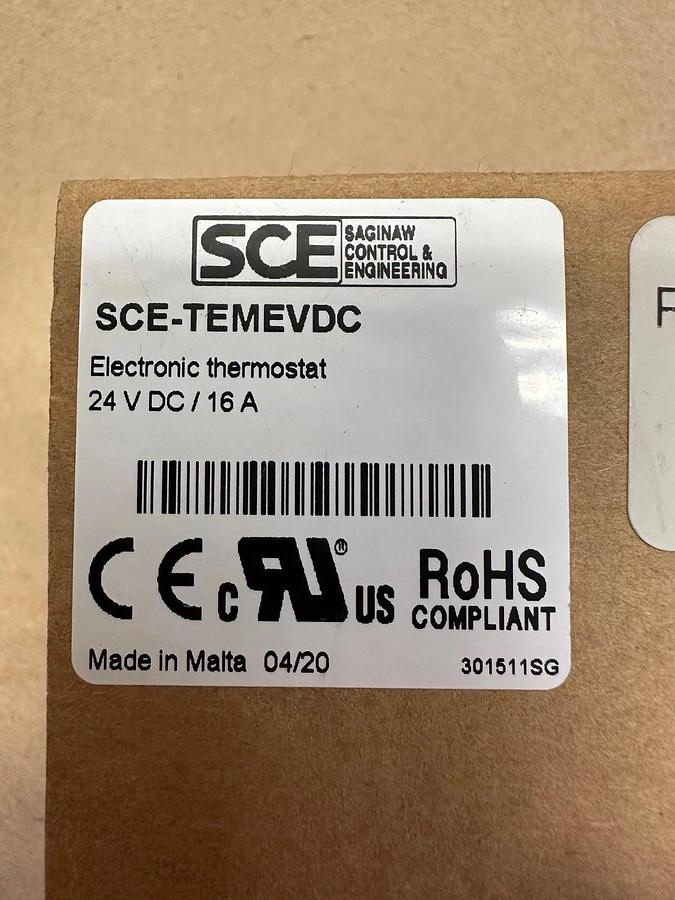 SCE SAGINAW
CONTROL &
ENGINEERING
SCE-TEMEVDC
Electronic thermostat
24 V DC / 16 A
CE c RU ® US RoHS
COMPLIANT
Made in Malta 04/20 301511SG